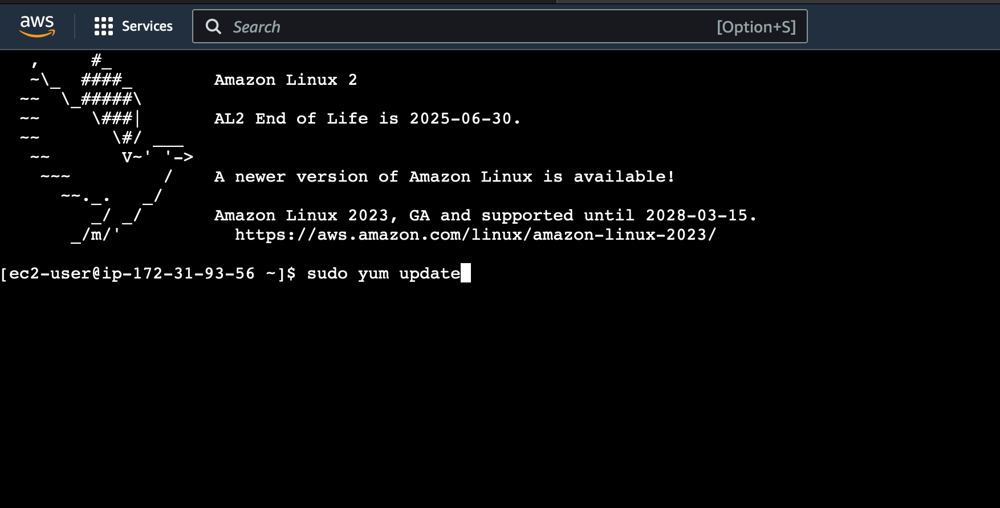 aws Services Search [Option+S]
   ,     #_
   ~\_  ####_        Amazon Linux 2
  ~~  \_#####\
  ~~     \###|       AL2 End of Life is 2025-06-30.
  ~~       \#/ ___
   ~~       V~' '->
    ~~~         /    A newer version of Amazon Linux is available!
      ~~._.   _/
         _/ _/       Amazon Linux 2023, GA and supported until 2028-03-15.
       _/m/'           https://aws.amazon.com/linux/amazon-linux-2023/
[ec2-user@ip-172-31-93-56 ~]$ sudo yum update